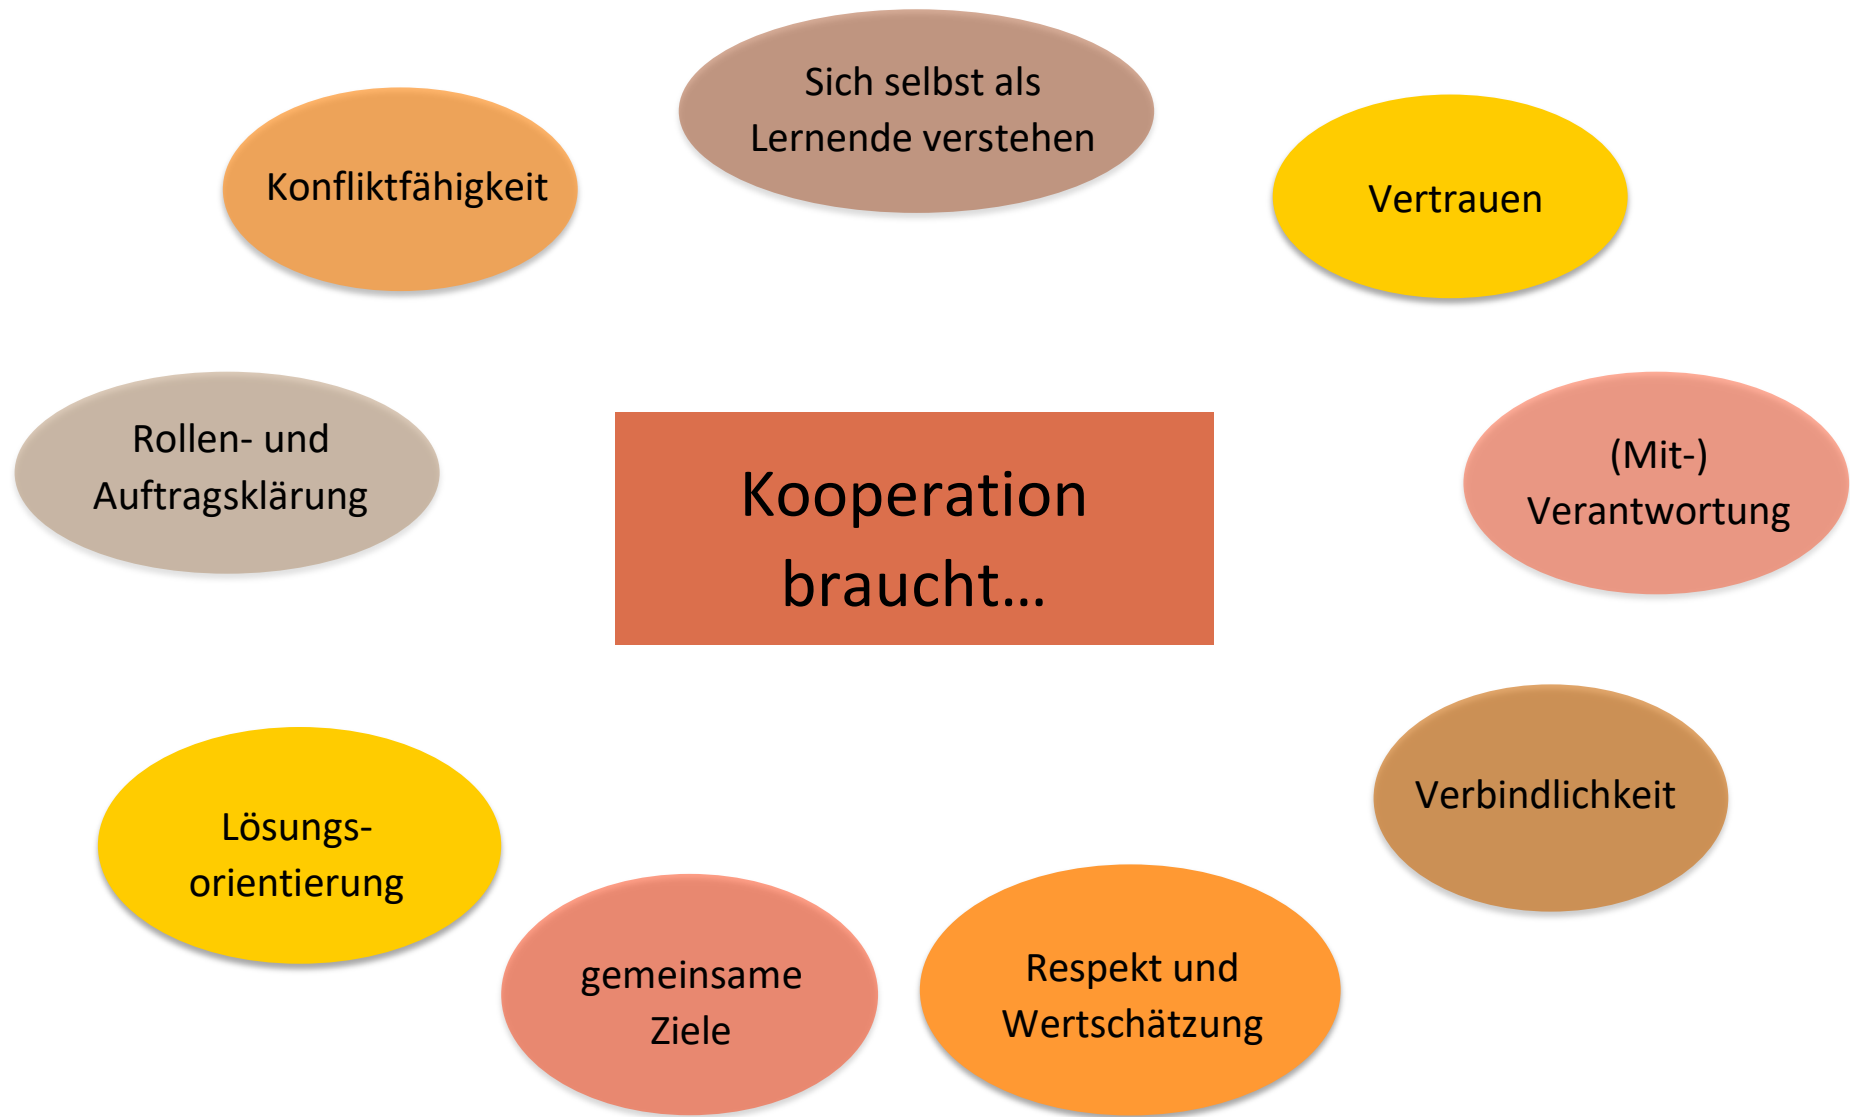 Sich selbst als
Lernende verstehen
Konfliktfähigkeit
Vertrauen
Rollen- und
Auftragsklärung
Kooperation
braucht...
(Mit-)
Verantwortung
Verbindlichkeit
Lösungs-
orientierung
gemeinsame
Ziele
Respekt und
Wertschätzung